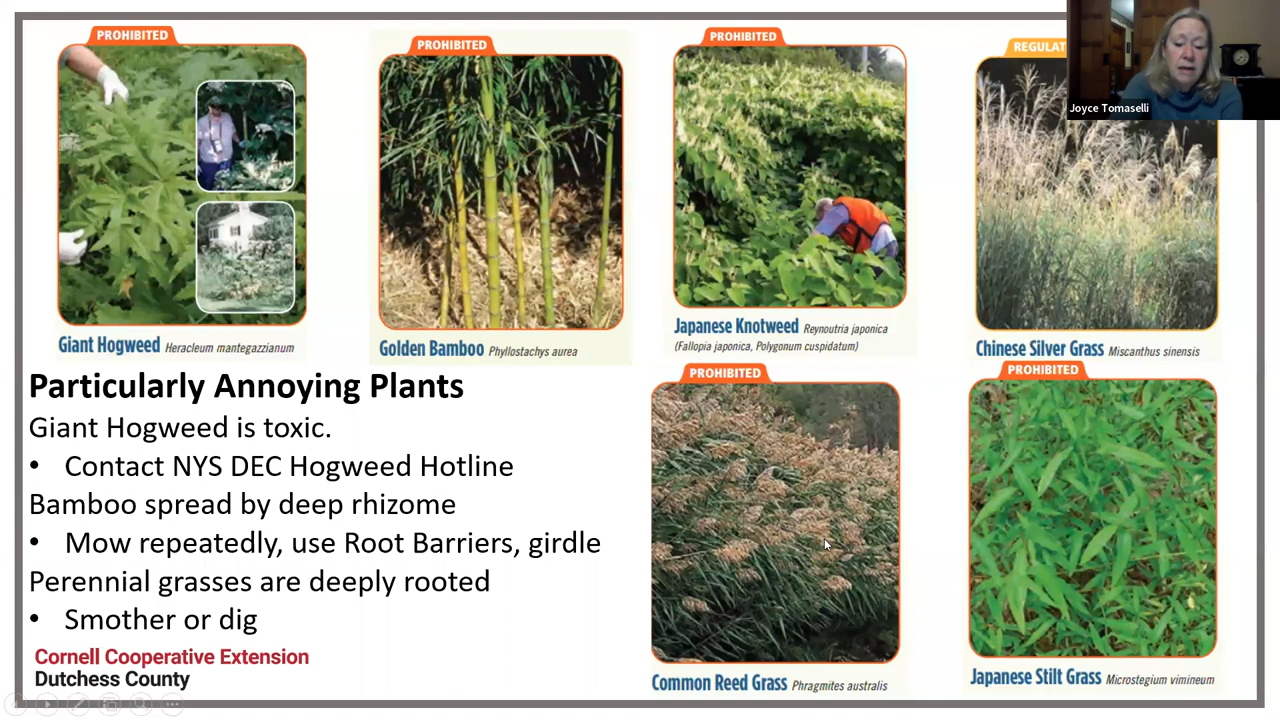 PROHIBITED
PROHIBITED
PROHIBITED
REGULAT
Joyce Tomaselli
Giant Hogweed Heracleum mantegazzianum
Golden Bamboo Phyllostachys aurea
Japanese Knotweed Reynoutria japonica
(Fallopia japonica, Polygonum cuspidatum)
Chinese Silver Grass Miscanthus sinensis
Particularly Annoying Plants
Giant Hogweed is toxic.
• Contact NYS DEC Hogweed Hotline
Bamboo spread by deep rhizome
• Mow repeatedly, use Root Barriers, girdle
Perennial grasses are deeply rooted
• Smother or dig
Cornell Cooperative Extension
Dutchess County
PROHIBITED
PROHIBITED
Common Reed Grass Phragmites australis
Japanese Stilt Grass Microstegium vimineum